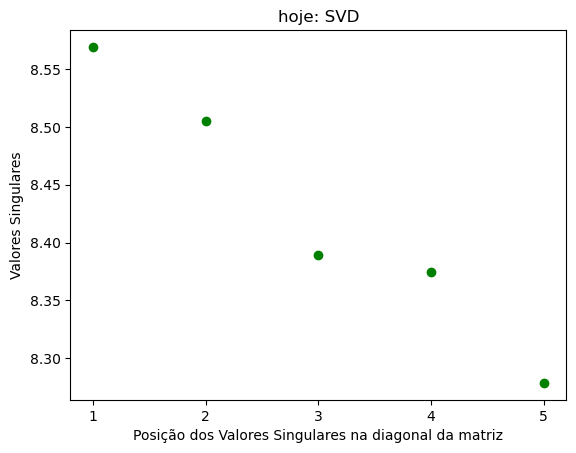 hoje: SVD
Valores Singulares
8.55
8.50
8.45
8.40
8.35
8.30
1 2 3 4 5
Posição dos Valores Singulares na diagonal da matriz